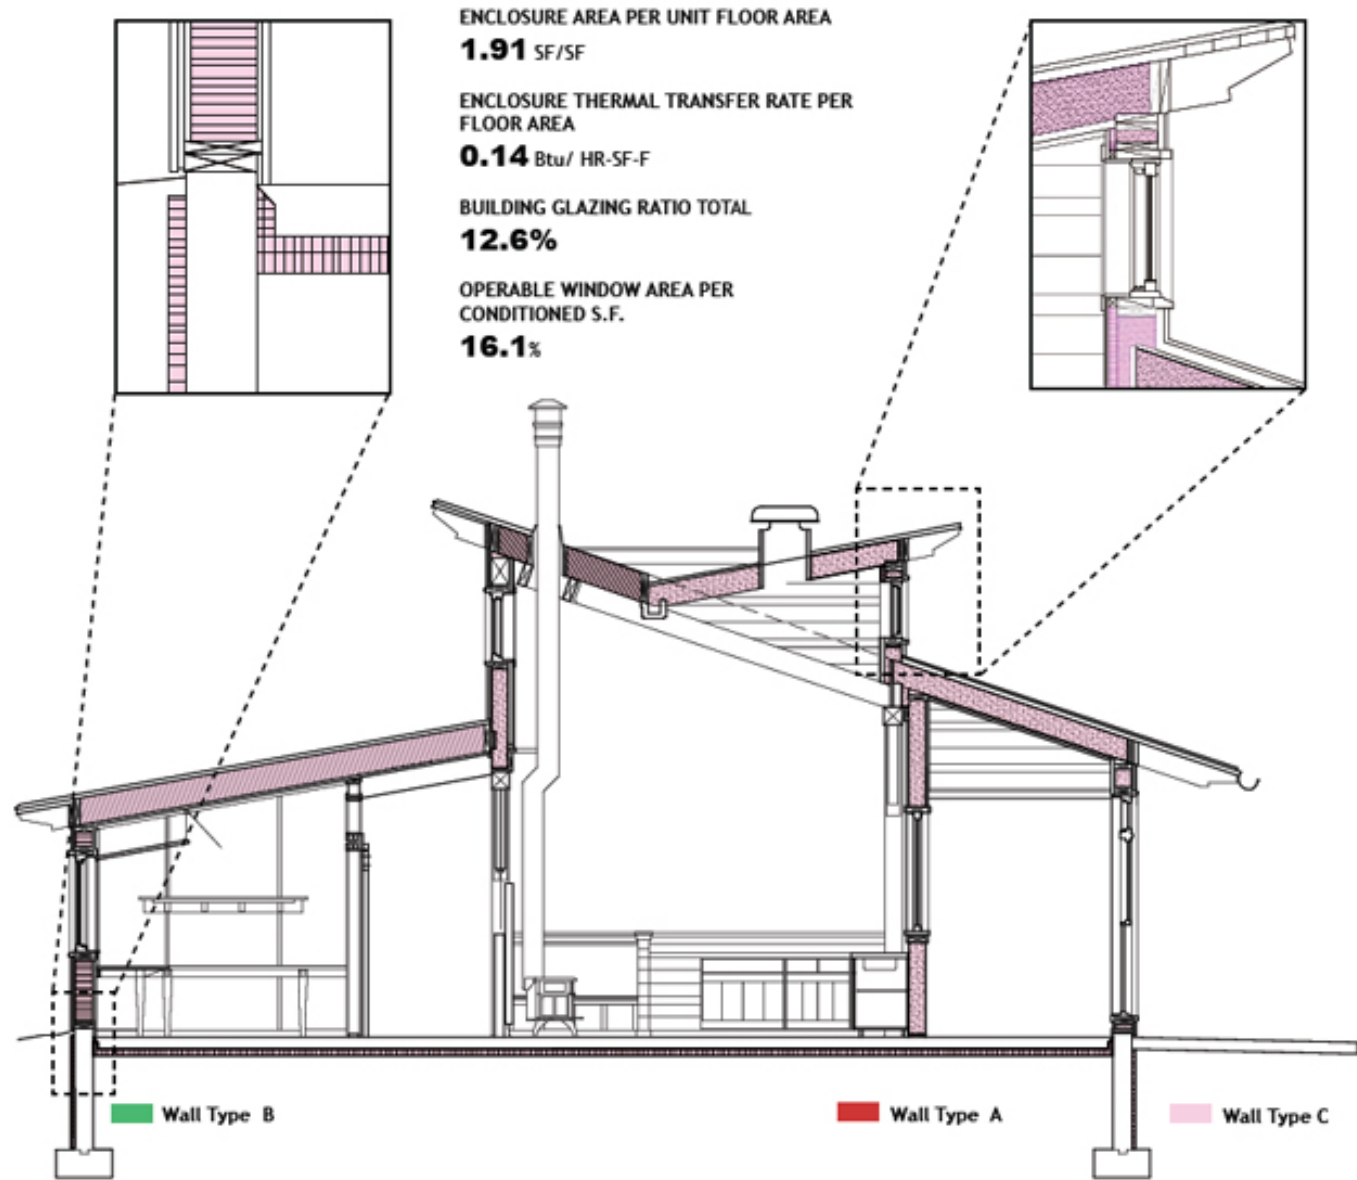 ENCLOSURE AREA PER UNIT FLOOR AREA
1.91 SF/SF
ENCLOSURE THERMAL TRANSFER RATE PER
FLOOR AREA
0.14 Btu/ HR-SF-F
BUILDING GLAZING RATIO TOTAL
12.6%
OPERABLE WINDOW AREA PER
CONDITIONED S.F.
16.1%
Wall Type B
Wall Type A
Wall Type C